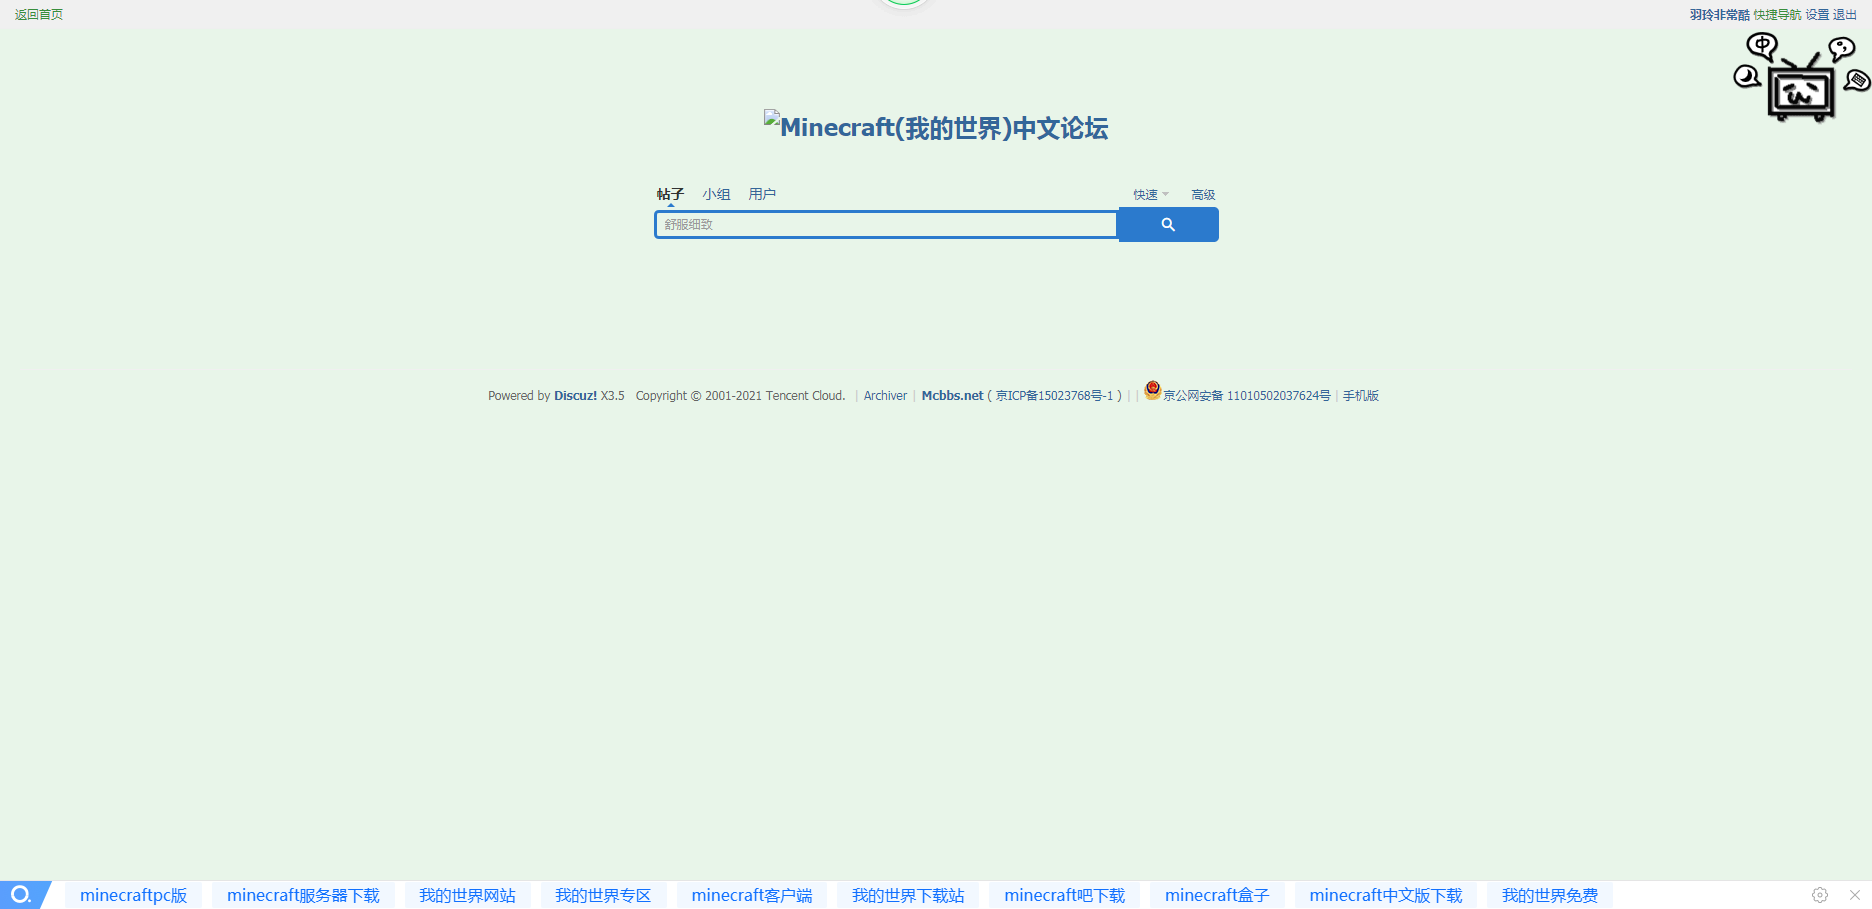 返回首页
羽玲非常酷 快捷导航 设置 退出
中
Minecraft(我的世界)中文论坛
帖子 小组 用户 快速 高级
舒服细致
Powered by Discuz! X3.5 Copyright © 2001-2021 Tencent Cloud. | Archiver | Mcbbs.net ( 京ICP备15023768号-1 ) | | 京公网安备 11010502037624号 | 手机版
minecraftpc版 minecraft服务器下载 我的世界网站 我的世界专区 minecraft客户端 我的世界下载站 minecraft吧下载 minecraft盒子 minecraft中文版下载 我的世界免费